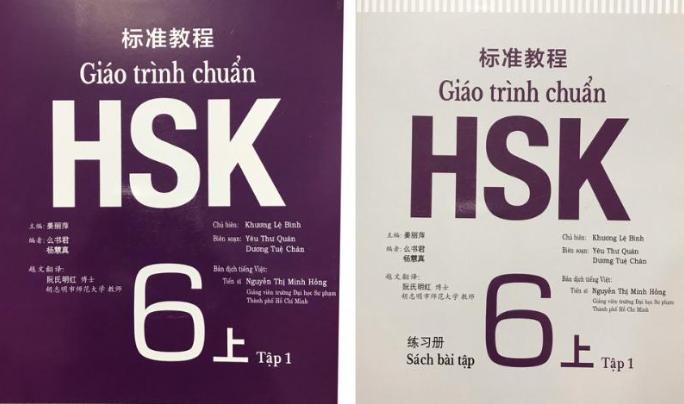 标准教程
Giáo trình chuẩn
HSK
主编: 姜丽萍
Chủ biên: Khương Lệ Bình
编者: 么书君
Biên soạn: Yêu Thư Quân
杨慧真
Dương Tuệ Chân
越文翻译:
Bản dịch tiếng Việt:
阮氏明红 博士
Tiến sĩ Nguyễn Thị Minh Hồng
胡志明市师范大学 教师
Giảng viên trường Đại học Sư phạm
Thành phố Hồ Chí Minh
6上 Tập 1
标准教程
Giáo trình chuẩn
HSK
主编: 姜丽萍
Chủ biên: Khương Lệ Bình
编者: 么书君
Biên soạn: Yêu Thư Quân
杨慧真
Dương Tuệ Chân
越文翻译:
Bản dịch tiếng Việt:
阮氏明红 博士
Tiến sĩ Nguyễn Thị Minh Hồng
胡志明市师范大学 教师
Giảng viên trường Đại học Sư phạm
Thành phố Hồ Chí Minh
练习册
Sách bài tập
6上 Tập 1